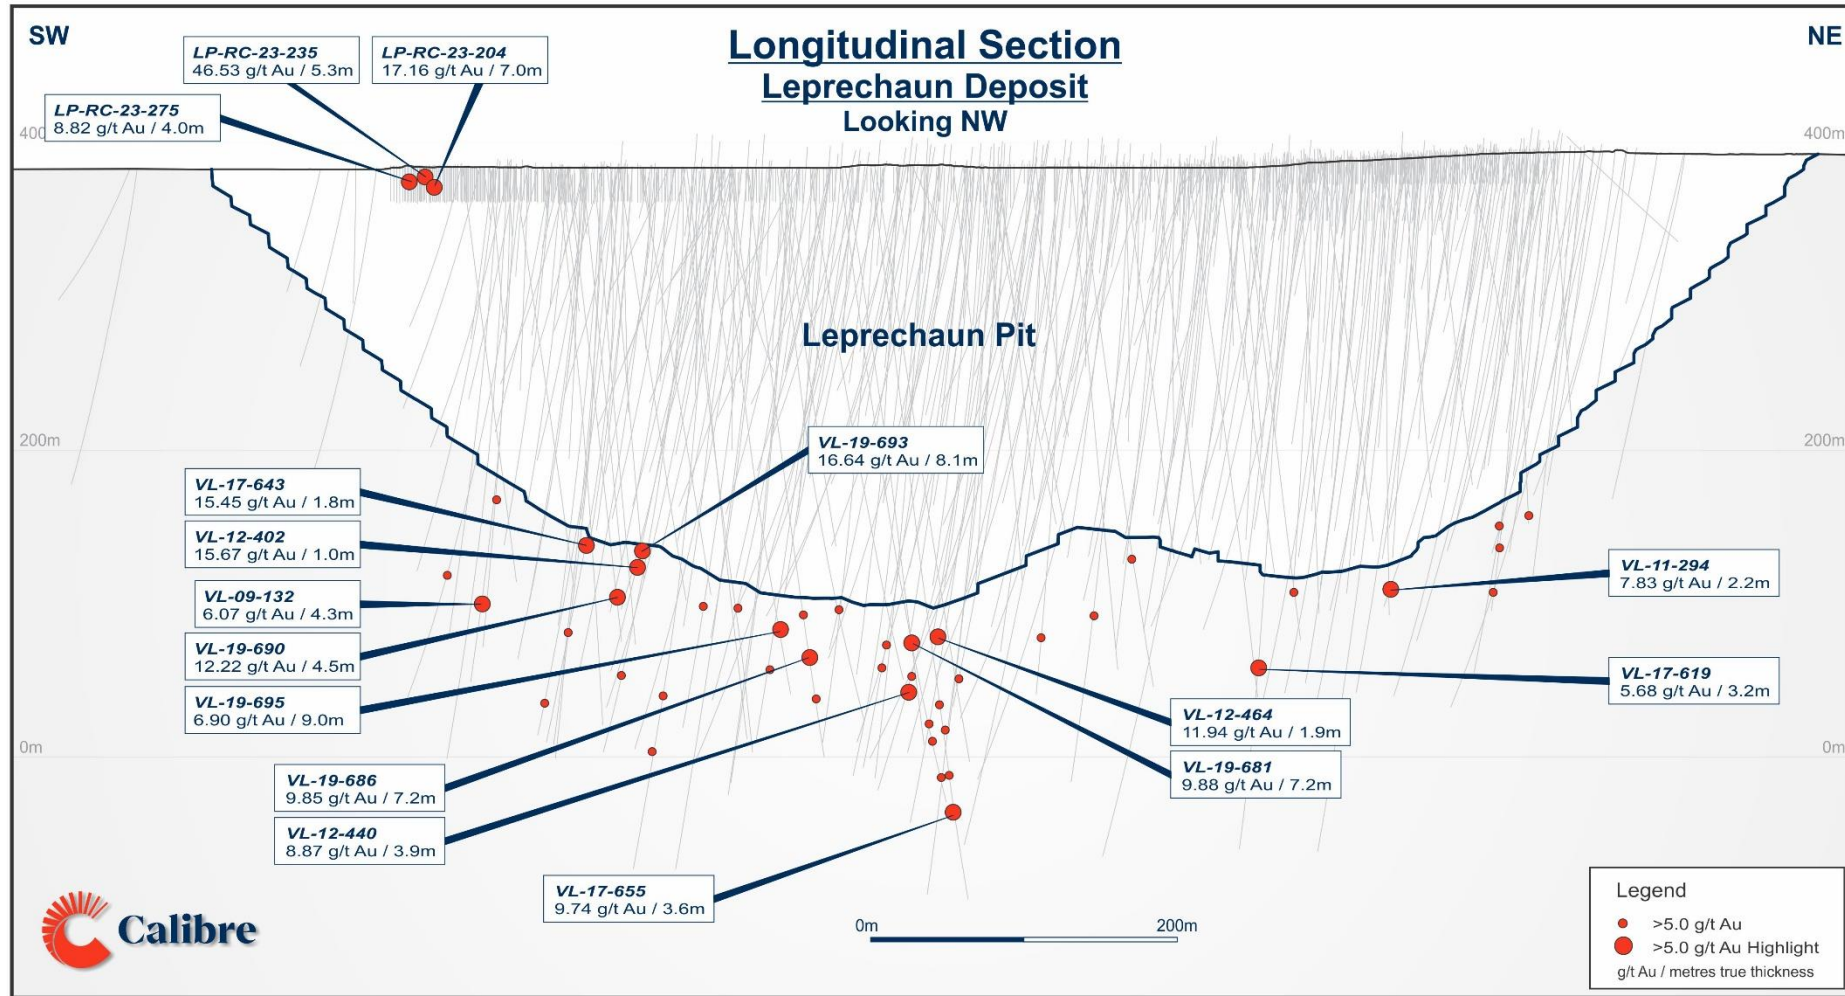 SW
Longitudinal Section
Leprechaun Deposit
Looking NW
NE
LP-RC-23-235
46.53 g/t Au / 5.3m
LP-RC-23-204
17.16 g/t Au / 7.0m
LP-RC-23-275
8.82 g/t Au / 4.0m
400
400m
Leprechaun Pit
200m
200m
VL-19-693
16.64 g/t Au / 8.1m
VL-17-643
15.45 g/t Au / 1.8m
VL-12-402
15.67 g/t Au / 1.0m
VL-09-132
6.07 g/t Au / 4.3m
VL-19-690
12.22 g/t Au / 4.5m
VL-19-695
6.90 g/t Au / 9.0m
VL-11-294
7.83 g/t Au / 2.2m
VL-17-619
5.68 g/t Au / 3.2m
VL-12-464
11.94 g/t Au / 1.9m
VL-19-681
9.88 g/t Au / 7.2m
0m
0m
VL-19-686
9.85 g/t Au / 7.2m
VL-12-440
8.87 g/t Au / 3.9m
VL-17-655
9.74 g/t Au / 3.6m
0m
200m
Calibre
Legend
>5.0 g/t Au
>5.0 g/t Au Highlight
g/t Au / metres true thickness